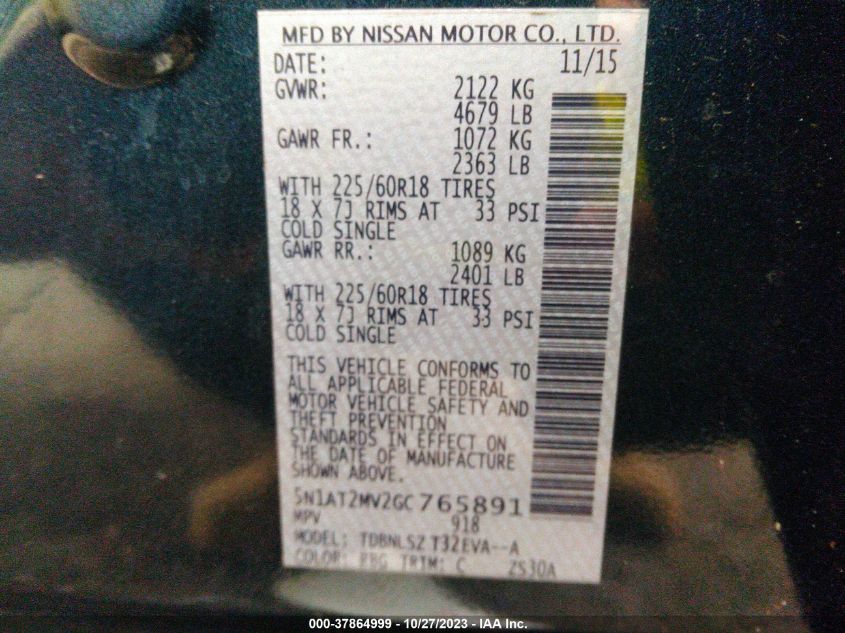 MFD BY NISSAN MOTOR CO., LTD.
DATE: 11/15
GVWR: 2122 KG
4679 LB
GAWR FR.: 1072 KG
2363 LB
WITH 225/60R18 TIRES
18 X 7J RIMS AT 33 PSI
COLD SINGLE
GAWR RR.: 1089 KG
2401 LB
WITH 225/60R18 TIRES
18 X 7J RIMS AT 33 PSI
COLD SINGLE
THIS VEHICLE CONFORMS TO
ALL APPLICABLE FEDERAL
MOTOR VEHICLE SAFETY AND
THEFT PREVENTION
STANDARDS IN EFFECT ON
THE DATE OF MANUFACTURE
SHOWN ABOVE.
5N1AT2MV2GC765891
MPV 918
MODEL: TDBNLSZ T32EVA--A
COLOR: RBG TRIM: C 2S30A
000-37864999 - 10/27/2023 - IAA Inc.